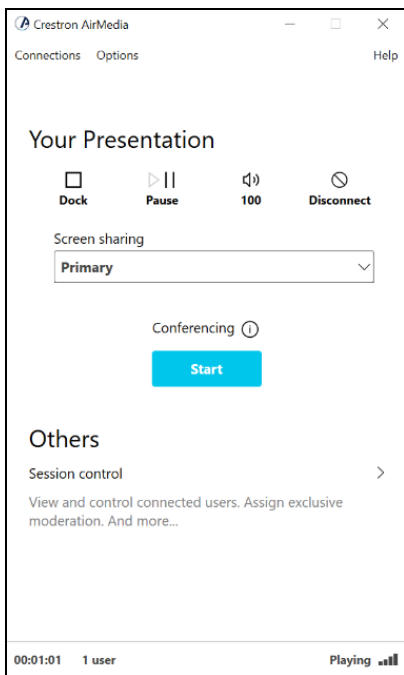 Crestron AirMedia
Connections Options Help
Your Presentation
Dock Pause 100 Disconnect
Screen sharing
Primary
Conferencing
Start
Others
Session control
View and control connected users. Assign exclusive
moderation. And more...
00:01:01 1 user Playing